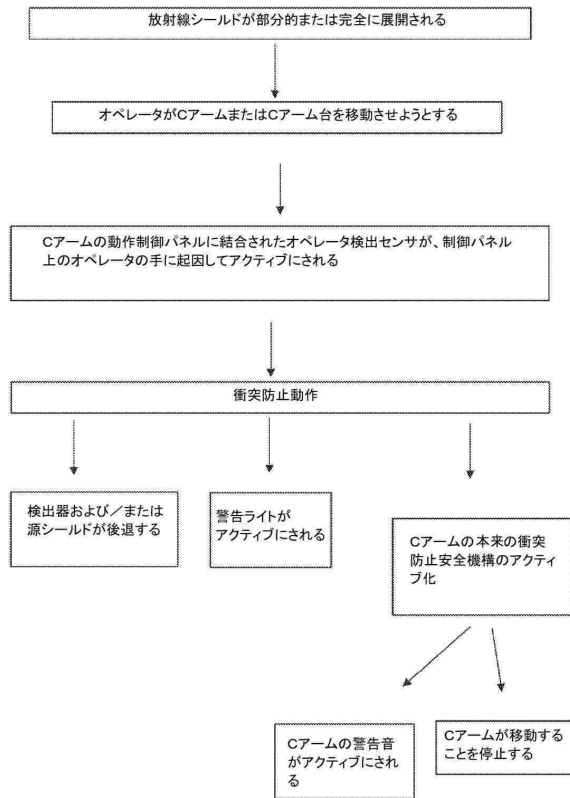 放射線シールドが部分的または完全に展開される
オペレータがCアームまたはCアーム台を移動させようとする
Cアームの動作制御パネルに結合されたオペレータ検出センサが、制御パネル
上のオペレータの手に起因してアクティブにされる
衝突防止動作
検出器および／または
源シールドが後退する
警告ライトが
アクティブにされる
Cアームの本来の衝突
防止安全機構のアクティ
ブ化
Cアームの警告音
がアクティブにされ
る
Cアームが移動する
ことを停止する